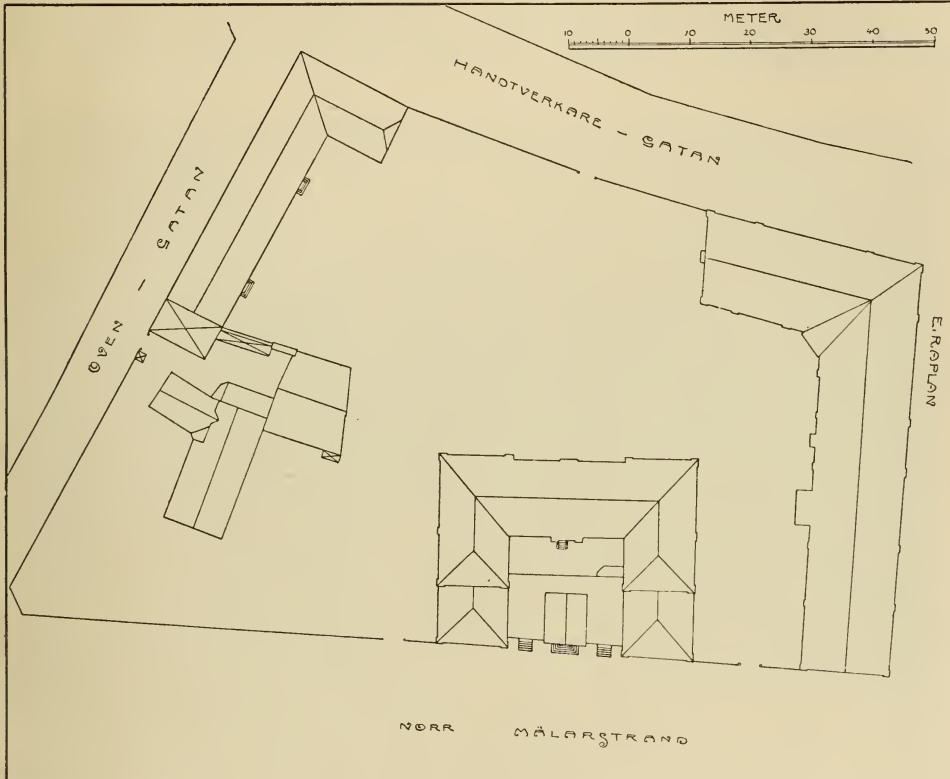 METER
10 0 10 20 30 40 50
HANDTVERKARE – GATAN
OVEN – GATAN
E:RAPLAN
NORR MÄLARSTRAND